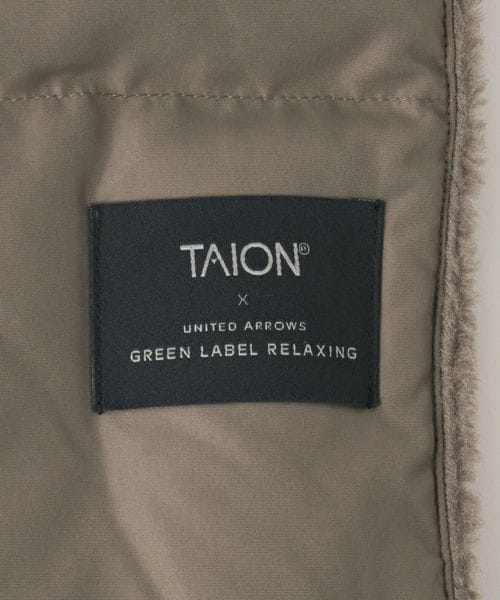 TAION®
×
UNITED ARROWS
GREEN LABEL RELAXING